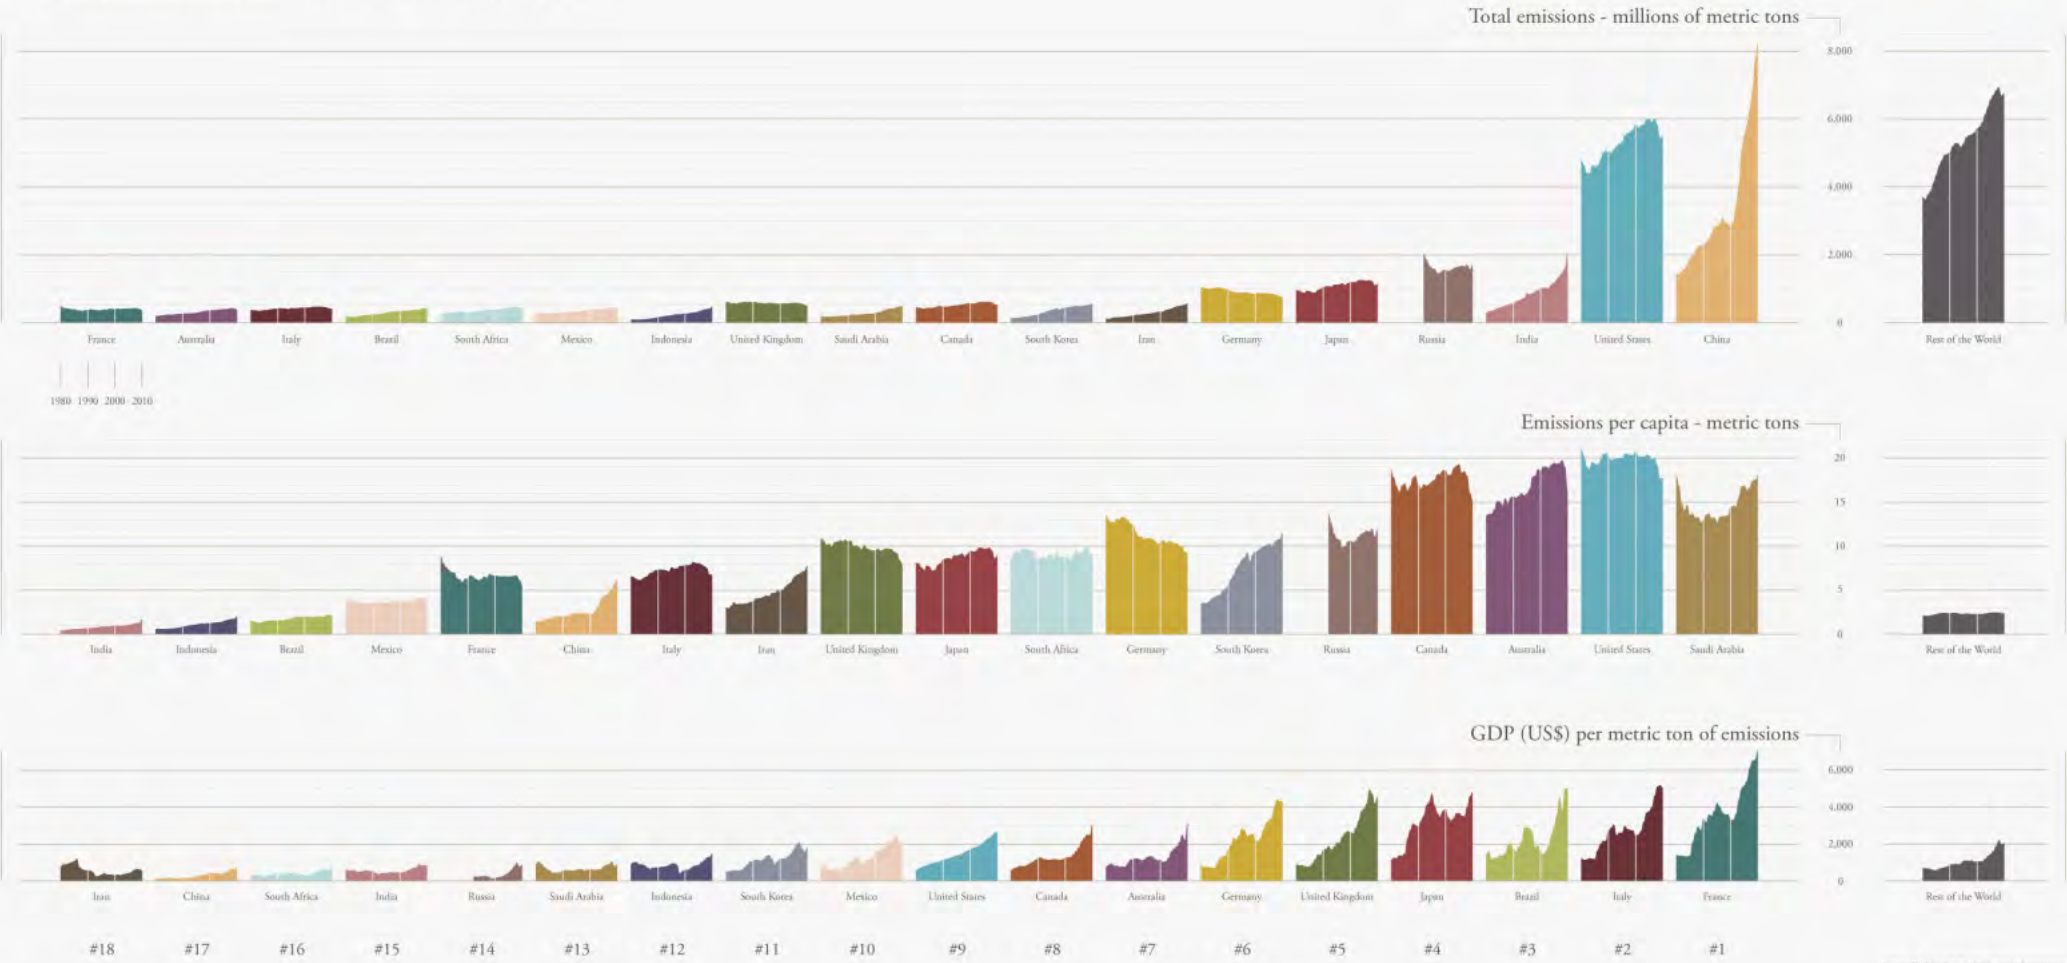 Total emissions - millions of metric tons
8,000
6,000
4,000
2,000
0
France Australia Italy Brazil South Africa Mexico Indonesia United Kingdom Saudi Arabia Canada South Korea Iran Germany Japan Russia India United States China Rest of the World
1980 1990 2000 2010
Emissions per capita - metric tons
20
15
10
5
0
India Indonesia Brazil Mexico France China Italy Iran United Kingdom Japan South Africa Germany South Korea Russia Canada Australia United States Saudi Arabia Rest of the World
GDP (US$) per metric ton of emissions
6,000
4,000
2,000
0
Iran China South Africa India Russia Saudi Arabia Indonesia South Korea Mexico United States Canada Australia Germany United Kingdom Japan Brazil Italy France Rest of the World
#18 #17 #16 #15 #14 #13 #12 #11 #10 #9 #8 #7 #6 #5 #4 #3 #2 #1